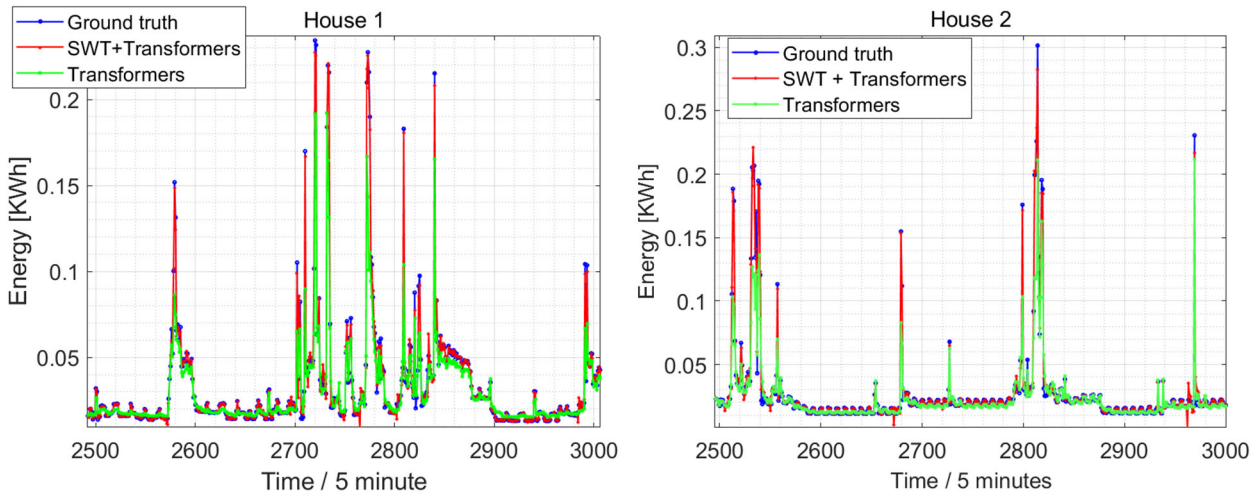 House 1
Ground truth
SWT+Transformers
Transformers
Energy [KWh]
0.2
0.15
0.1
0.05
2500
2600
2700
2800
2900
3000
Time / 5 minute
House 2
Ground truth
SWT + Transformers
Transformers
Energy [KWh]
0.3
0.25
0.2
0.15
0.1
0.05
2500
2600
2700
2800
2900
3000
Time / 5 minutes